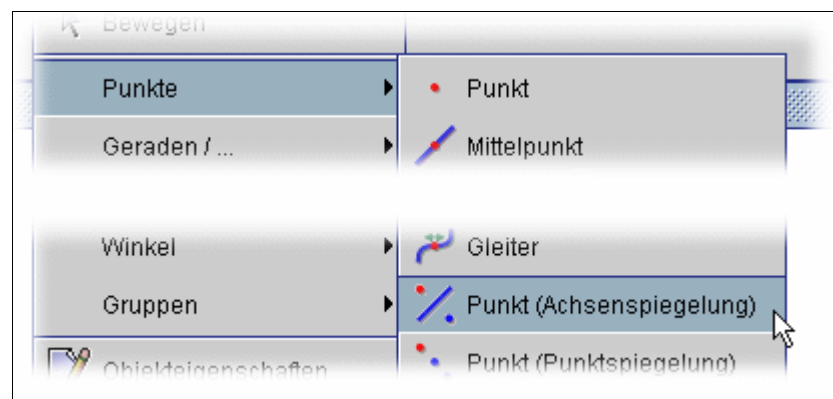 Bewegen
Punkte
Punkt
Geraden / ...
Mittelpunkt
Winkel
Gleiter
Gruppen
Punkt (Achsenspiegelung)
Objekteigenschaften
Punkt (Punktspiegelung)